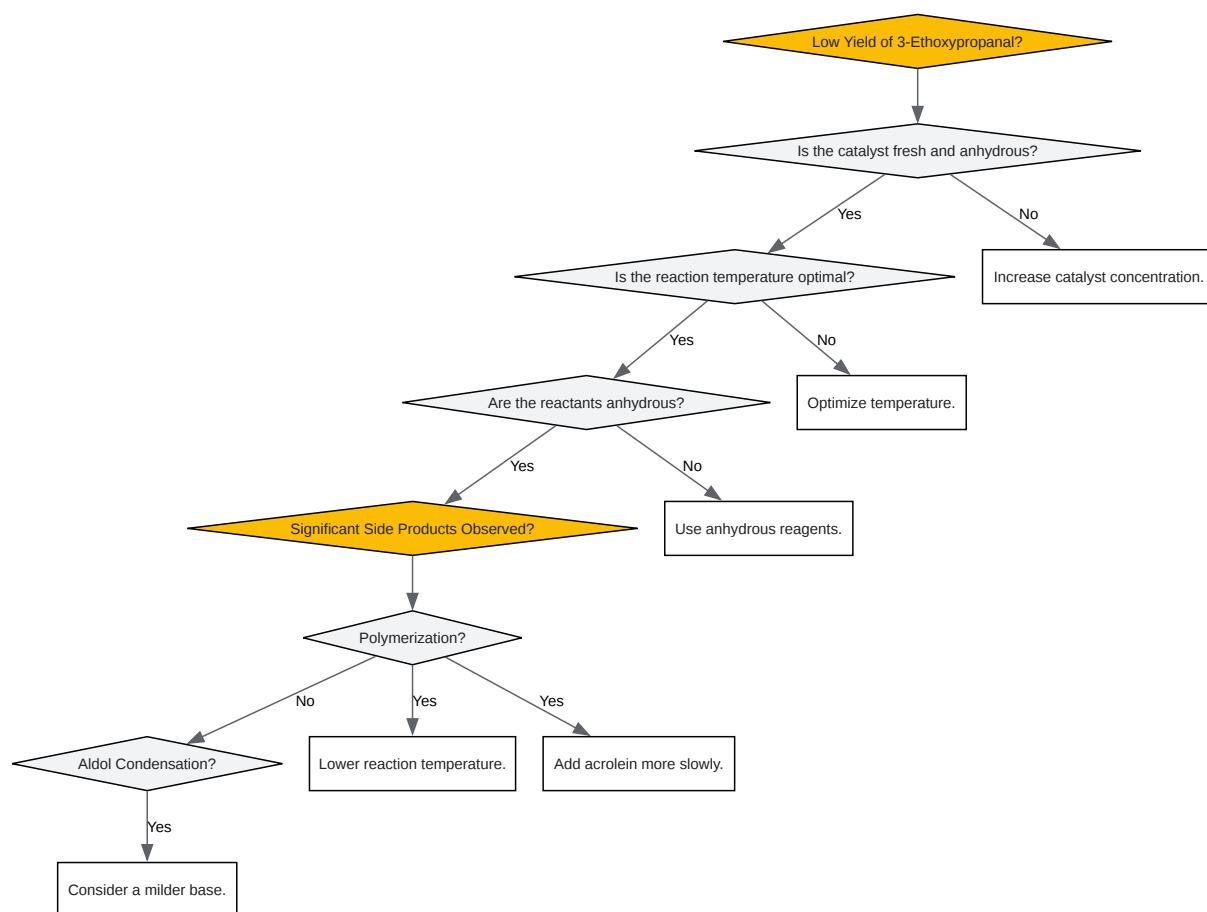 Low Yield of 3-Ethoxypropanal?
Is the catalyst fresh and anhydrous?
Yes
No
Is the reaction temperature optimal?
Increase catalyst concentration.
Yes
No
Are the reactants anhydrous?
Optimize temperature.
Yes
No
Significant Side Products Observed?
Use anhydrous reagents.
Polymerization?
No
Yes
Yes
Aldol Condensation?
Lower reaction temperature.
Add acrolein more slowly.
Yes
Consider a milder base.